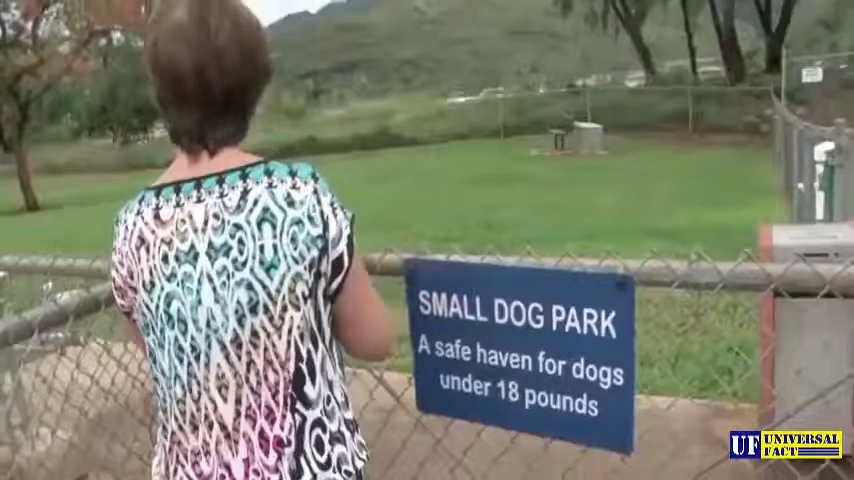 SMALL DOG PARK
A safe haven for dogs
under 18 pounds
UF UNIVERSAL
FACT